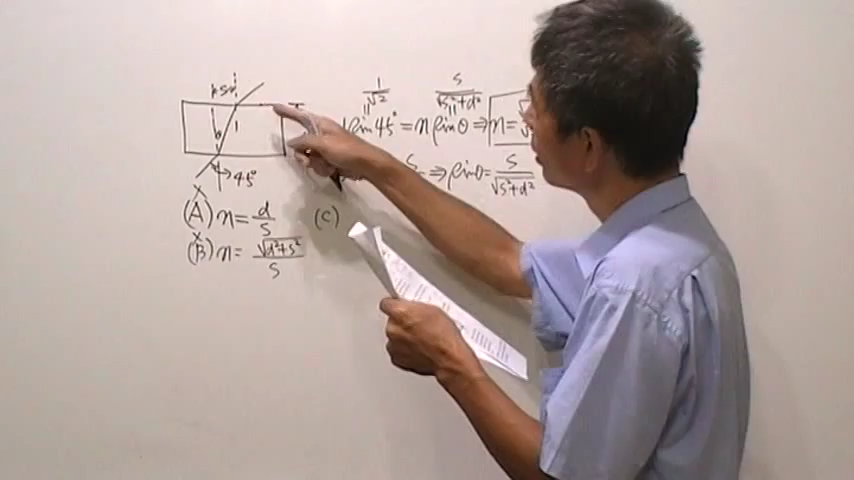 S
θ
45°
1/√2 S/√(S²+d²)
sin45° = n sinθ ⇒ n = √
S ⇒ sinθ = S/√(S²+d²)
(A) n = d/S (C)
(B) n = √(d²+S²)/S